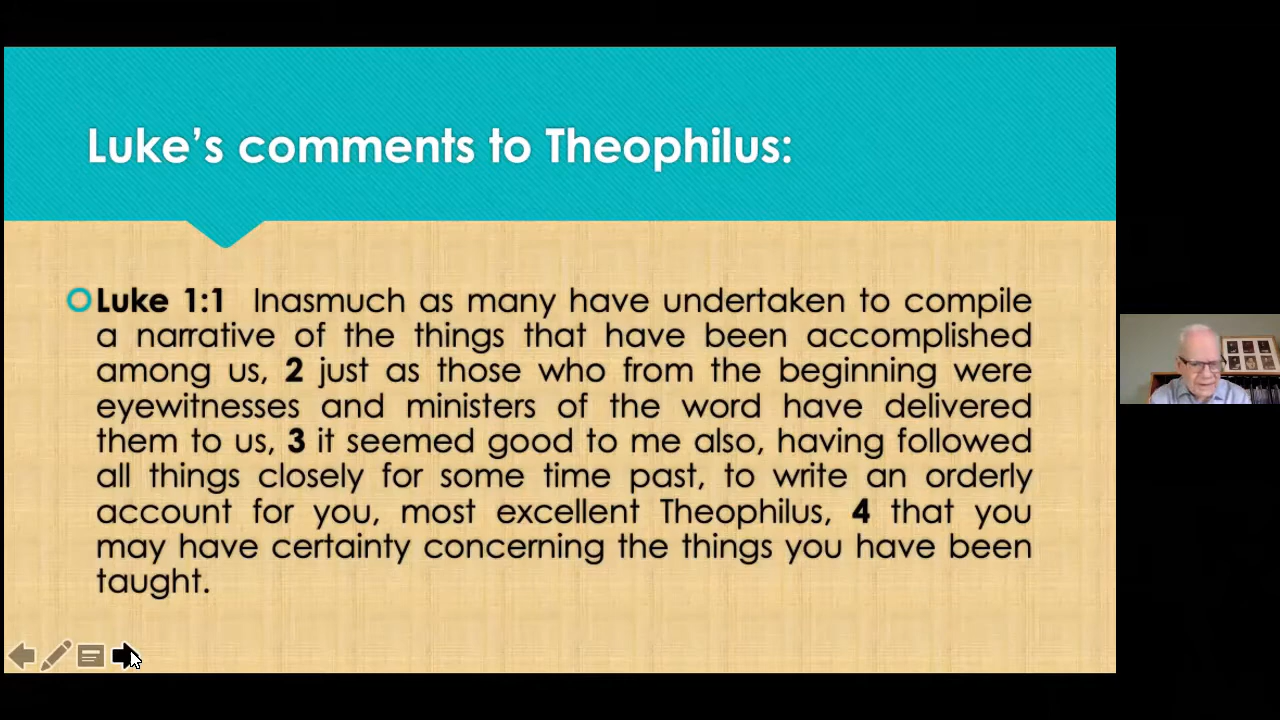 Luke’s comments to Theophilus:
Luke 1:1 Inasmuch as many have undertaken to compile
a narrative of the things that have been accomplished
among us, 2 just as those who from the beginning were
eyewitnesses and ministers of the word have delivered
them to us, 3 it seemed good to me also, having followed
all things closely for some time past, to write an orderly
account for you, most excellent Theophilus, 4 that you
may have certainty concerning the things you have been
taught.